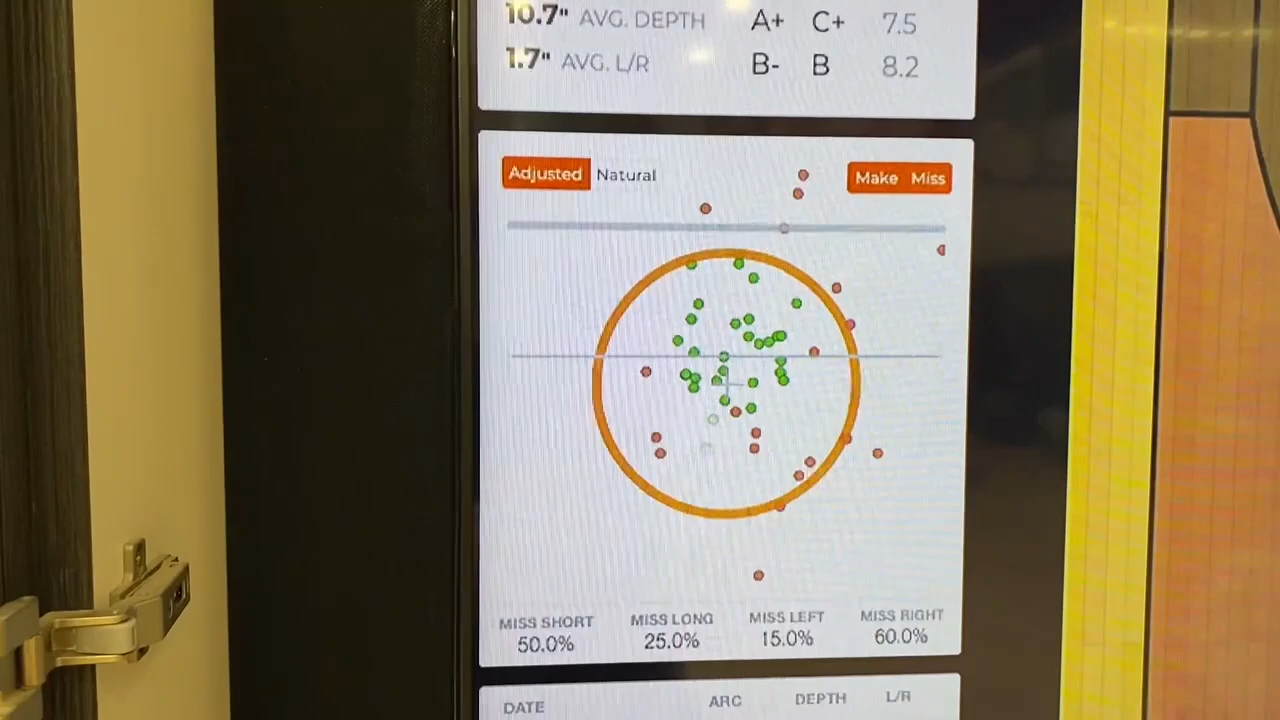 10.7" AVG. DEPTH A+ C+ 7.5
1.7" AVG. L/R B- B 8.2
Adjusted Natural Make Miss
MISS SHORT MISS LONG MISS LEFT MISS RIGHT
50.0% 25.0% 15.0% 60.0%
DATE ARC DEPTH L/R